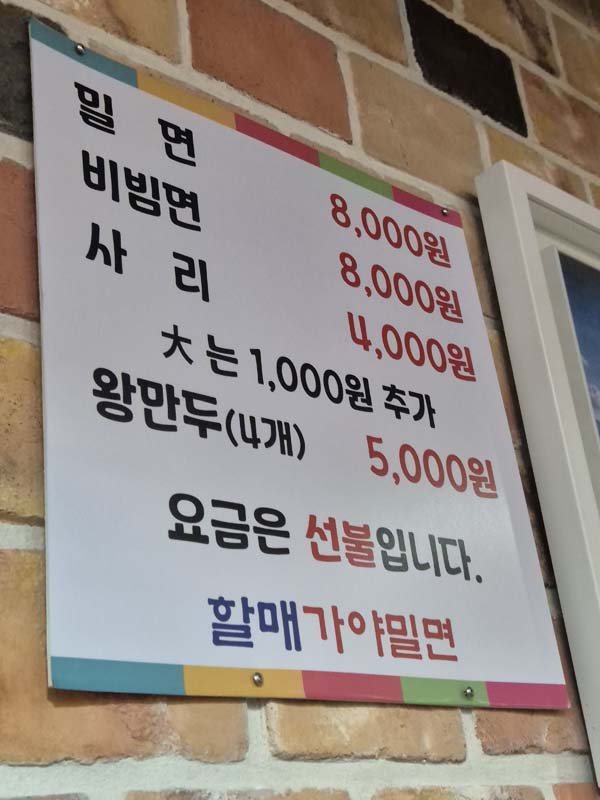 밀 면 8,000원
비빔면 8,000원
사 리 4,000원
大 는 1,000원 추가
왕만두(4개) 5,000원
요금은 선불입니다.
할매가야밀면